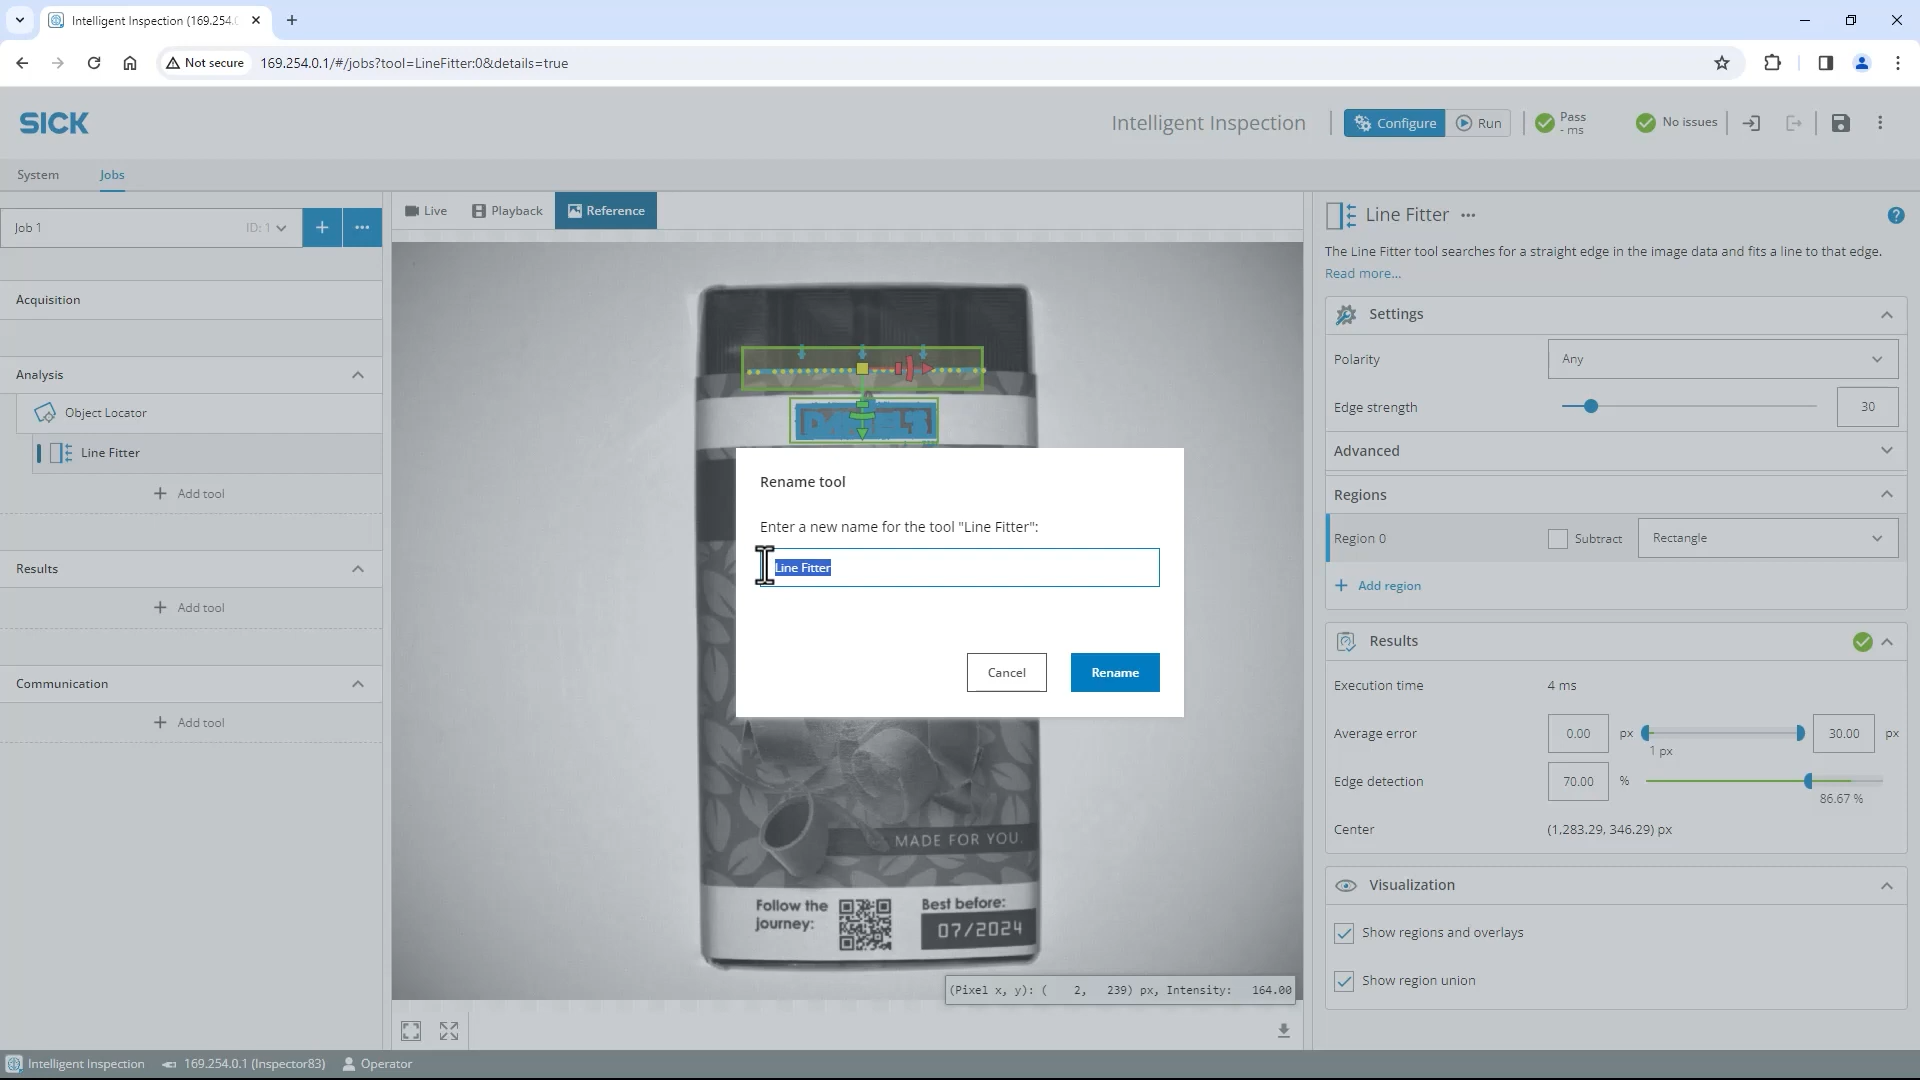 Intelligent Inspection (169.254.
Not secure
169.254.0.1/#/jobs?tool=LineFitter:0&details=true
SICK
Intelligent Inspection
Configure
Run
Pass
- ms
No issues
System
Jobs
Job 1
ID: 1
Live
Playback
Reference
Acquisition
Analysis
Object Locator
Line Fitter
Add tool
Results
Add tool
Communication
Add tool
DANIEL'S
Rename tool
Enter a new name for the tool "Line Fitter":
Line Fitter
Cancel
Rename
MADE FOR YOU.
Follow the
journey:
Best before:
07/2024
(Pixel x, y): ( 2, 239) px, Intensity: 164.00
Line Fitter
The Line Fitter tool searches for a straight edge in the image data and fits a line to that edge.
Read more...
Settings
Polarity
Any
Edge strength
30
Advanced
Regions
Region 0
Subtract
Rectangle
Add region
Results
Execution time
4 ms
Average error
0.00
px
1 px
30.00
px
Edge detection
70.00
%
86.67 %
Center
(1,283.29, 346.29) px
Visualization
Show regions and overlays
Show region union
Intelligent Inspection
169.254.0.1 (Inspector83)
Operator